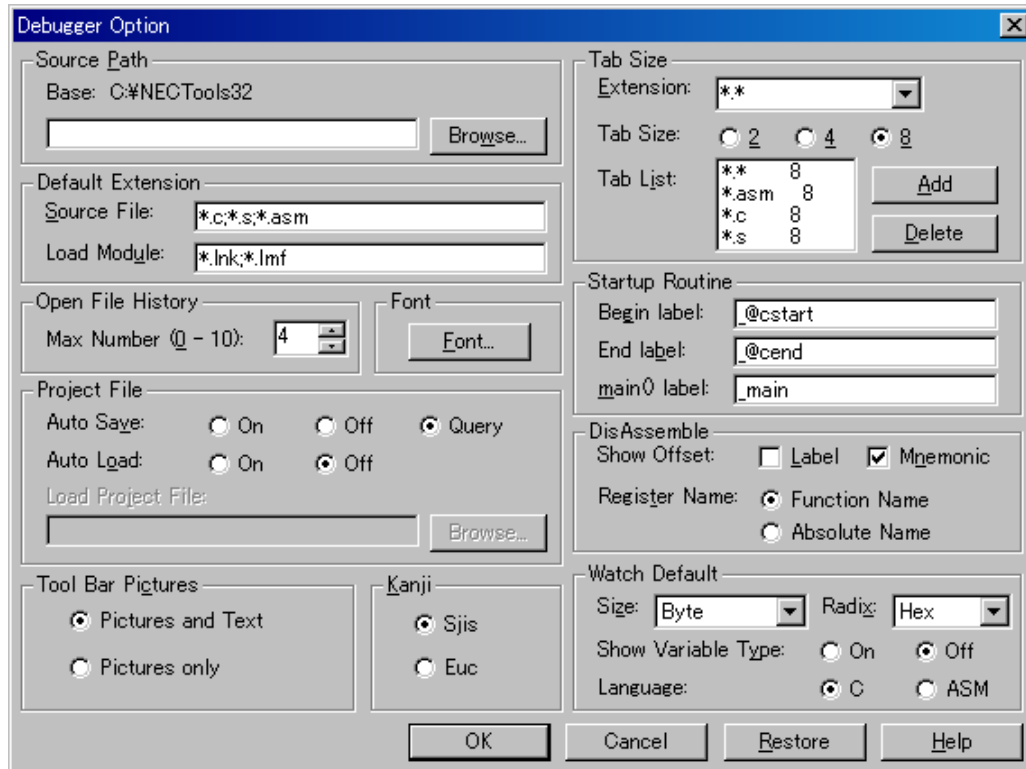 Debugger Option
Source Path
Base: C:¥NECTools32
Browse...
Default Extension
Source File: *.c;*.s;*.asm
Load Module: *.lnk;*.lmf
Open File History
Max Number (0 - 10): 4
Font
Font...
Project File
Auto Save: On Off Query
Auto Load: On Off
Load Project File:
Browse...
Tool Bar Pictures
Pictures and Text
Pictures only
Kanji
Sjis
Euc
Tab Size
Extension: *.*
Tab Size: 2 4 8
Tab List:
*.* 8
*.asm 8
*.c 8
*.s 8
Add
Delete
Startup Routine
Begin label: _@cstart
End label: _@cend
main() label: _main
DisAssemble
Show Offset: Label Mnemonic
Register Name: Function Name
Absolute Name
Watch Default
Size: Byte Radix: Hex
Show Variable Type: On Off
Language: C ASM
OK Cancel Restore Help